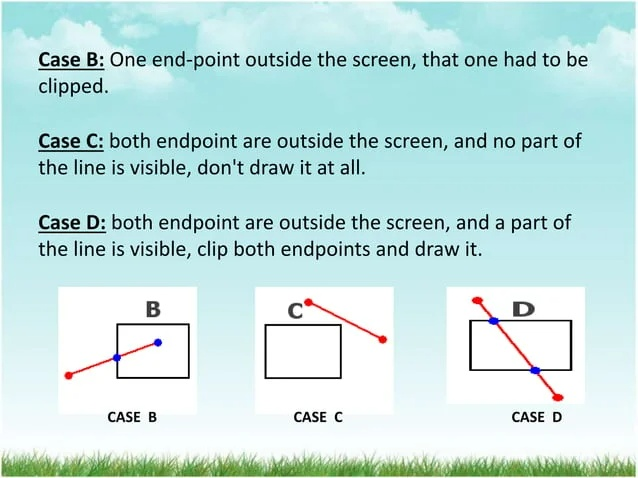 Case B: One end-point outside the screen, that one had to be
clipped.
Case C: both endpoint are outside the screen, and no part of
the line is visible, don't draw it at all.
Case D: both endpoint are outside the screen, and a part of
the line is visible, clip both endpoints and draw it.
B
C
D
CASE B
CASE C
CASE D